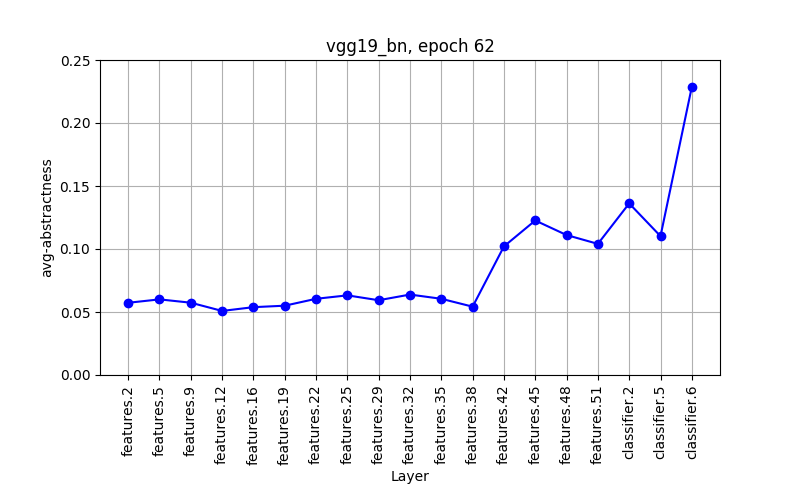 vgg19_bn, epoch 62
avg-abstractness
0.25
0.20
0.15
0.10
0.05
0.00
features.2
features.5
features.9
features.12
features.16
features.19
features.22
features.25
features.29
features.32
features.35
features.38
features.42
features.45
features.48
features.51
classifier.2
classifier.5
classifier.6
Layer